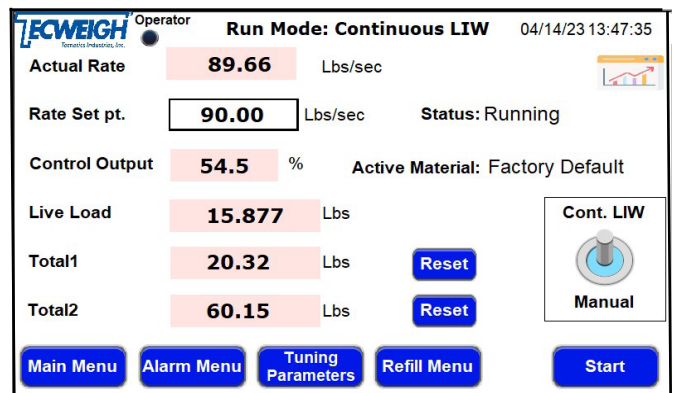 TECWEIGH
Tecnetics Industries, Inc.
Operator
Run Mode: Continuous LIW
04/14/23 13:47:35
Actual Rate 89.66 Lbs/sec
Rate Set pt. 90.00 Lbs/sec Status: Running
Control Output 54.5 % Active Material: Factory Default
Live Load 15.877 Lbs
Cont. LIW
Total1 20.32 Lbs Reset
Manual
Total2 60.15 Lbs Reset
Main Menu
Alarm Menu
Tuning
Parameters
Refill Menu
Start